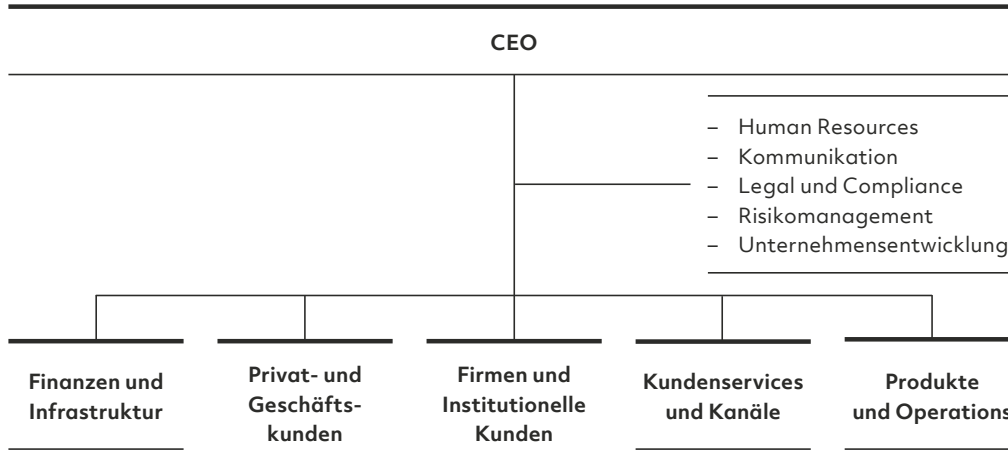 CEO
– Human Resources
– Kommunikation
– Legal und Compliance
– Risikomanagement
– Unternehmensentwicklung
Finanzen und
Infrastruktur
Privat- und
Geschäfts-
kunden
Firmen und
Institutionelle
Kunden
Kundenservices
und Kanäle
Produkte
und Operations